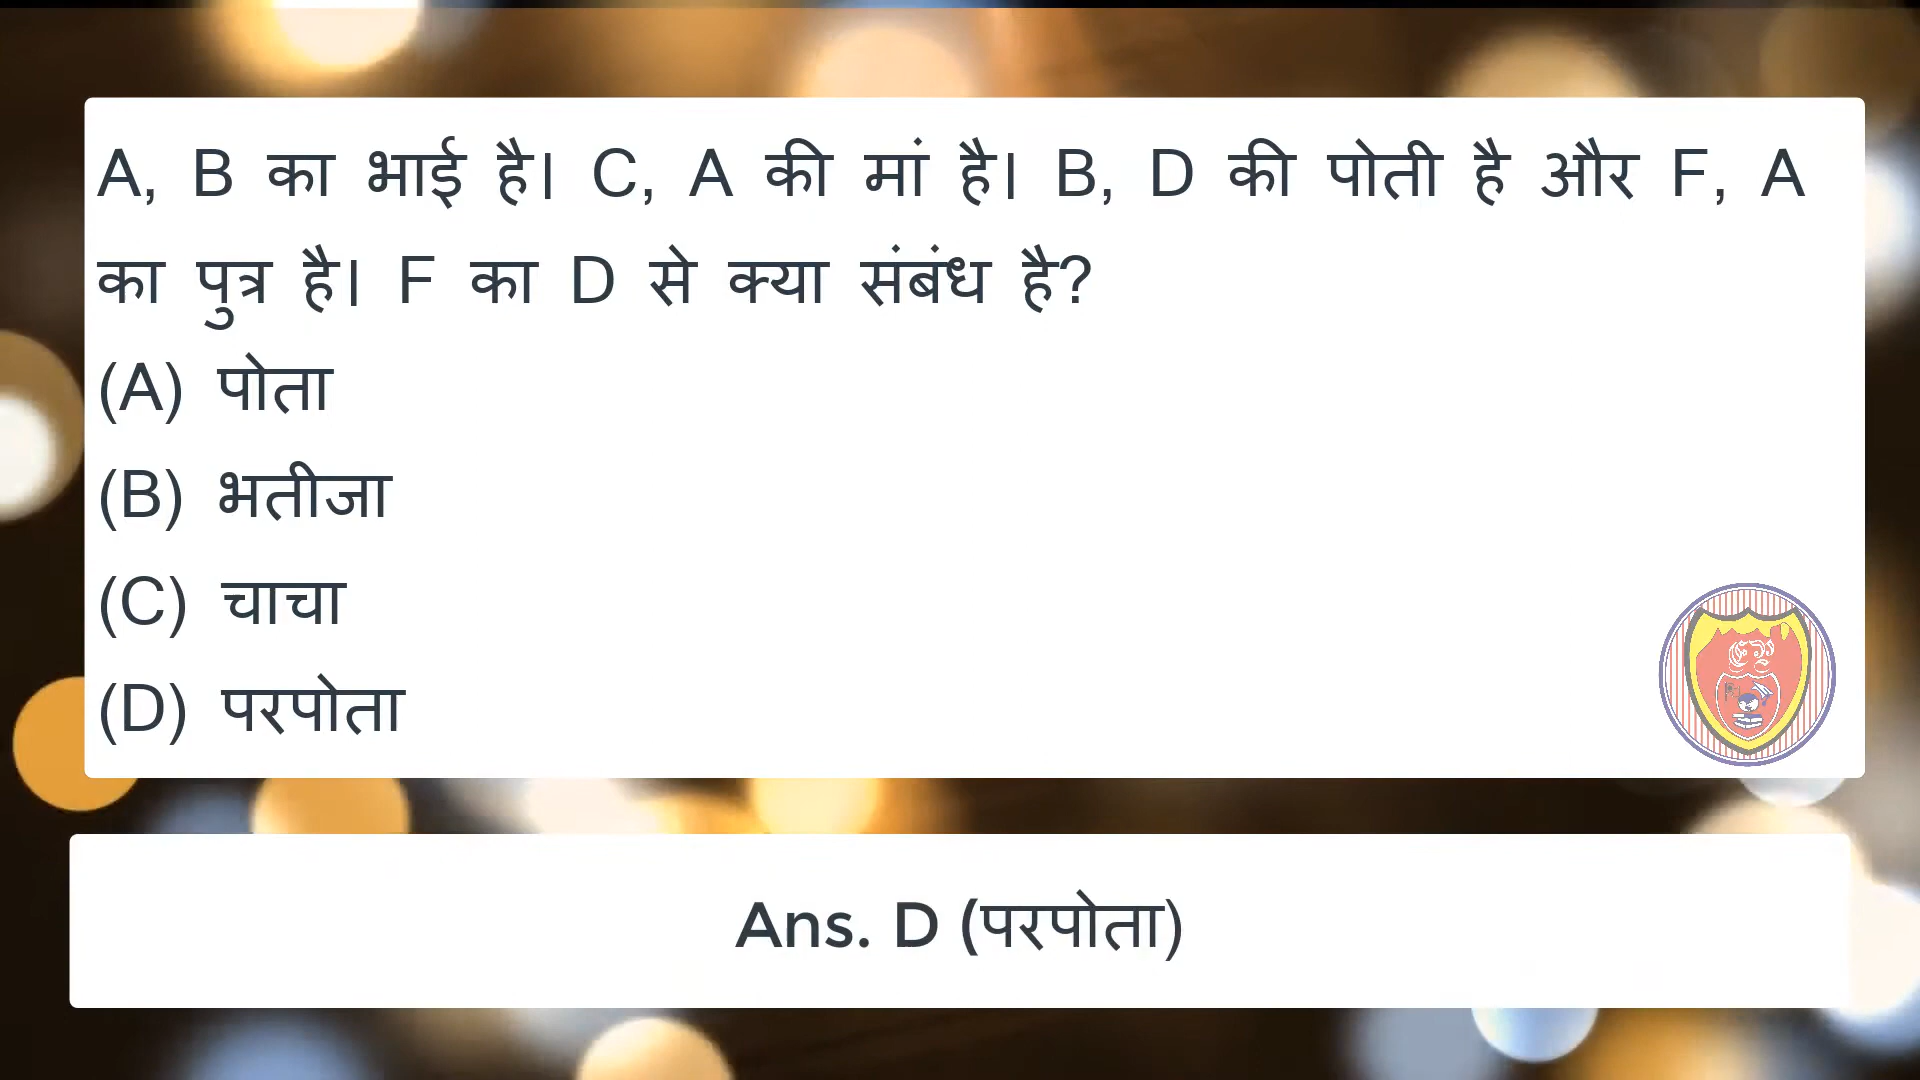 A, B का भाई है। C, A की मां है। B, D की पोती है और F, A
का पुत्र है। F का D से क्या संबंध है?
(A) पोता
(B) भतीजा
(C) चाचा
(D) परपोता
Ans. D (परपोता)